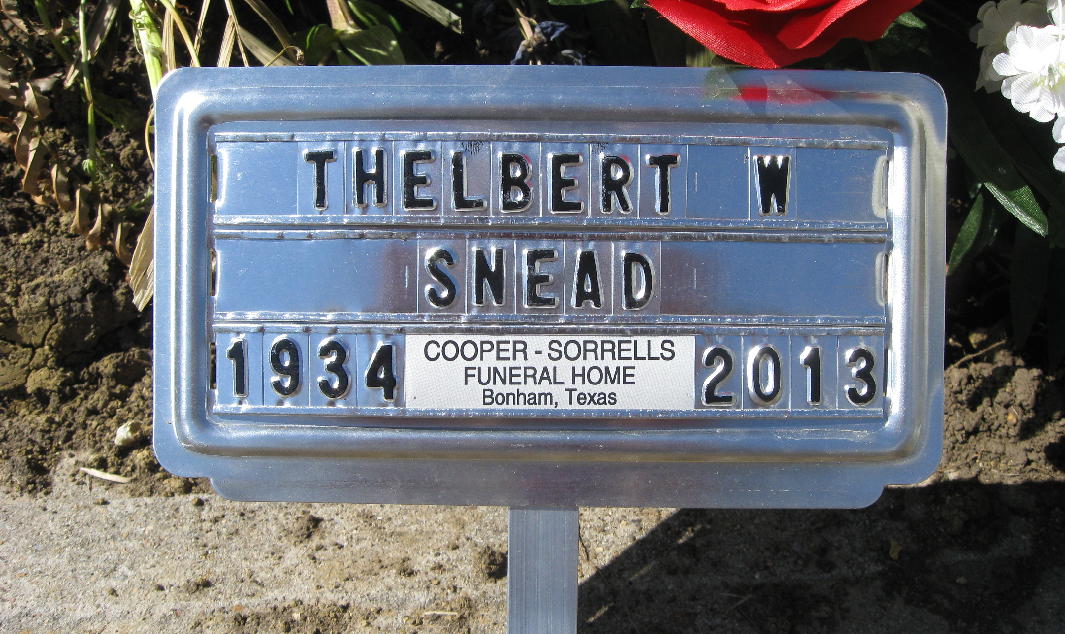 THELBERT W
SNEAD
1934 2013
COOPER - SORRELLS
FUNERAL HOME
Bonham, Texas